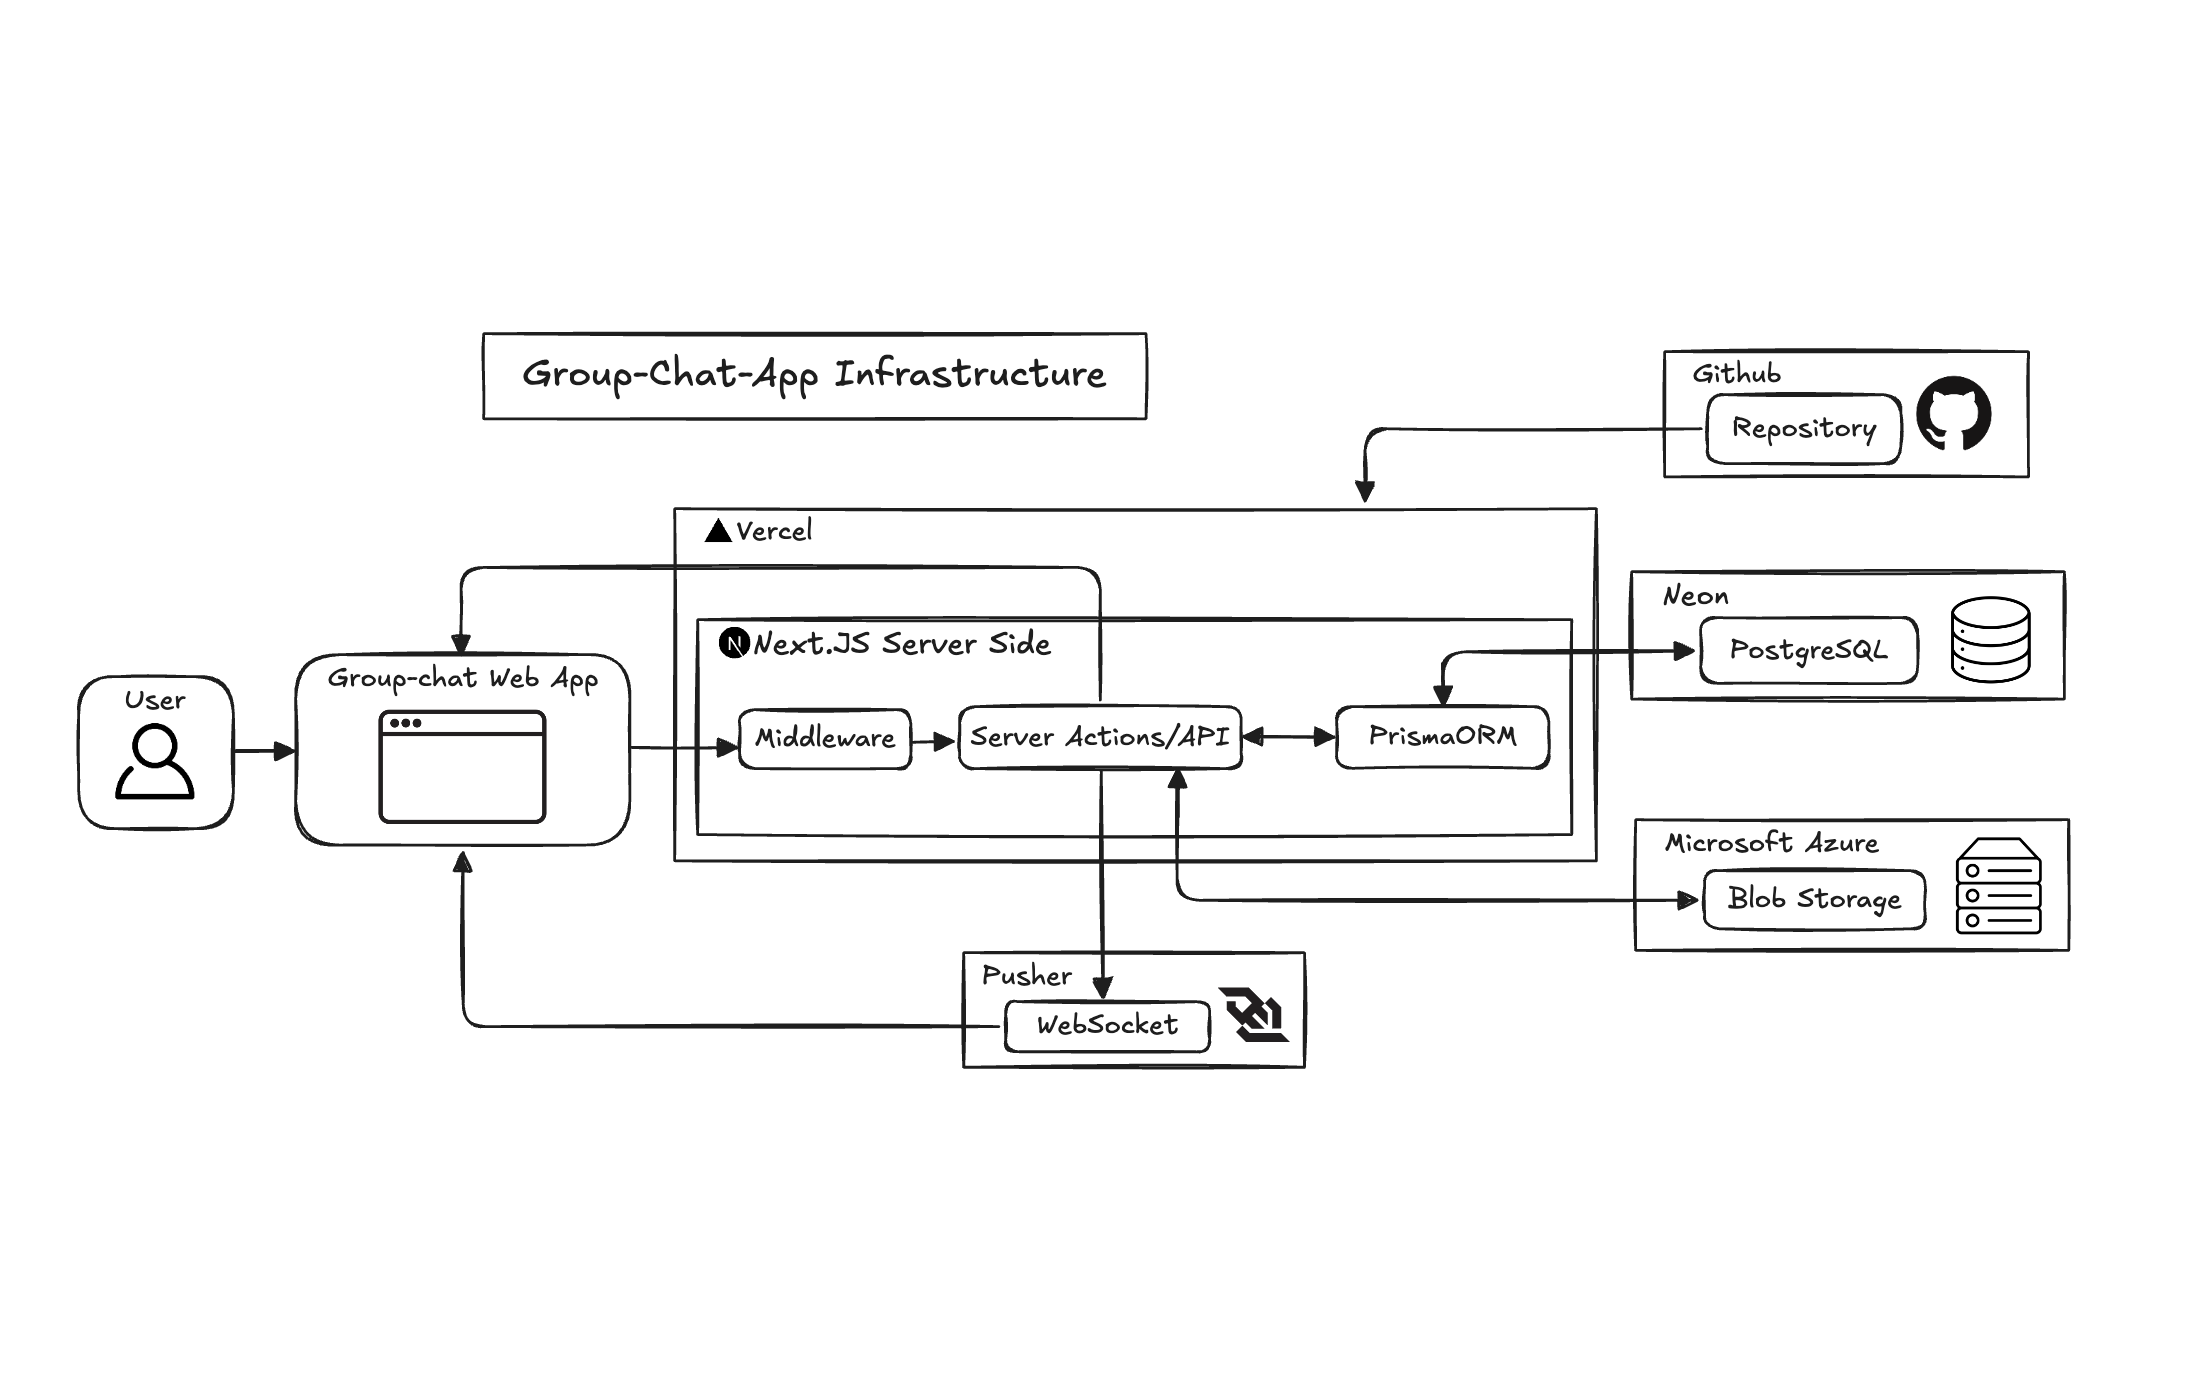 Group-Chat-App Infrastructure
Github
Repository
Vercel
Neon
PostgreSQL
Next.JS Server Side
Group-chat Web App
User
Middleware
Server Actions/API
PrismaORM
Microsoft Azure
Blob Storage
Pusher
WebSocket